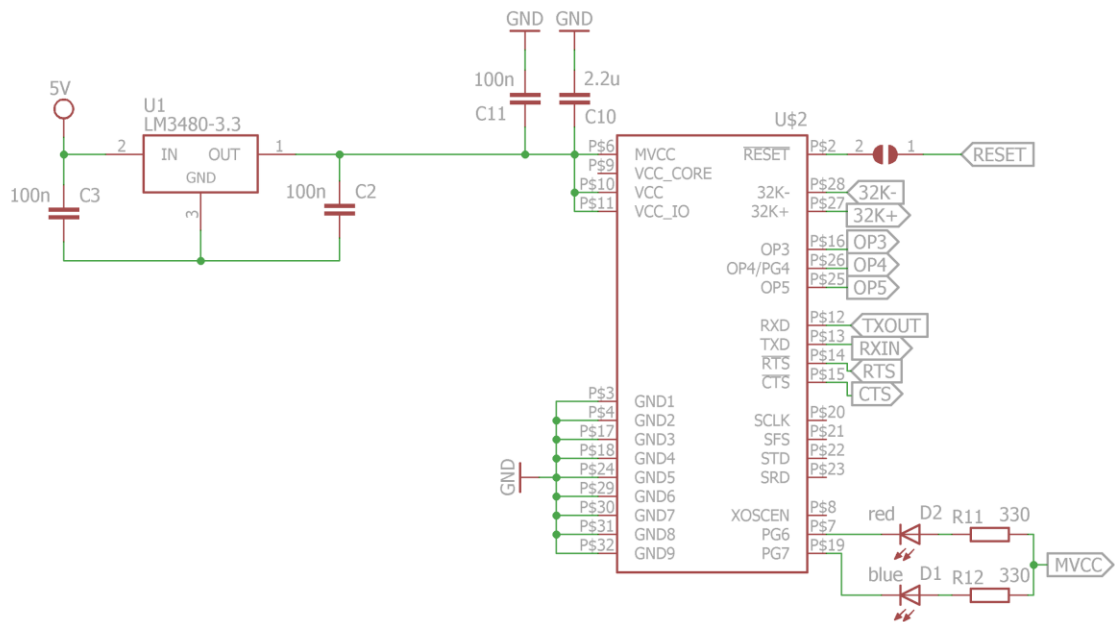 GND GND
100n 2.2u
C11 C10
5V
U1
LM3480-3.3
2 IN OUT 1
GND
3
100n C3
100n C2
U$2
P$6 MVCC
P$9 VCC_CORE
P$10 VCC
P$11 VCC_IO
RESET P$2 2 1 RESET
32K- P$28 32K-
32K+ P$27 32K+
OP3 P$16 OP3
OP4/PG4 P$26 OP4
OP5 P$25 OP5
RXD P$12 TXOUT
TXD P$13 RXIN
RTS P$14 RTS
CTS P$15 CTS
P$3 GND1
P$4 GND2
P$17 GND3
P$18 GND4
GND P$24 GND5
P$29 GND6
P$30 GND7
P$31 GND8
P$32 GND9
SCLK P$20
SFS P$21
STD P$22
SRD P$23
XOSCEN P$8
PG6 P$7
PG7 P$19
red D2 R11 330
blue D1 R12 330
MVCC